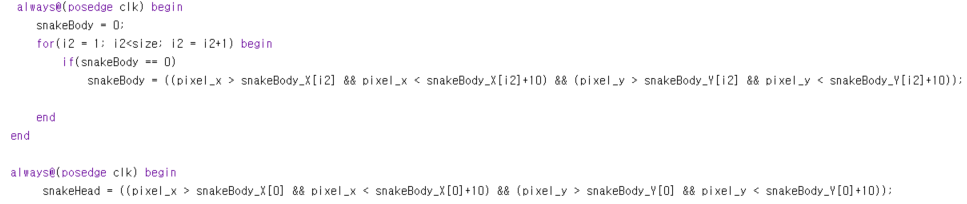 always@(posedge clk) begin
snakeBody = 0;
for(i2 = 1; i2<size; i2 = i2+1) begin
if(snakeBody == 0)
snakeBody = ((pixel_x > snakeBody_X[i2] && pixel_x < snakeBody_X[i2]+10) && (pixel_y > snakeBody_Y[i2] && pixel_y < snakeBody_Y[i2]+10));
end
end
always@(posedge clk) begin
snakeHead = ((pixel_x > snakeBody_X[0] && pixel_x < snakeBody_X[0]+10) && (pixel_y > snakeBody_Y[0] && pixel_y < snakeBody_Y[0]+10));